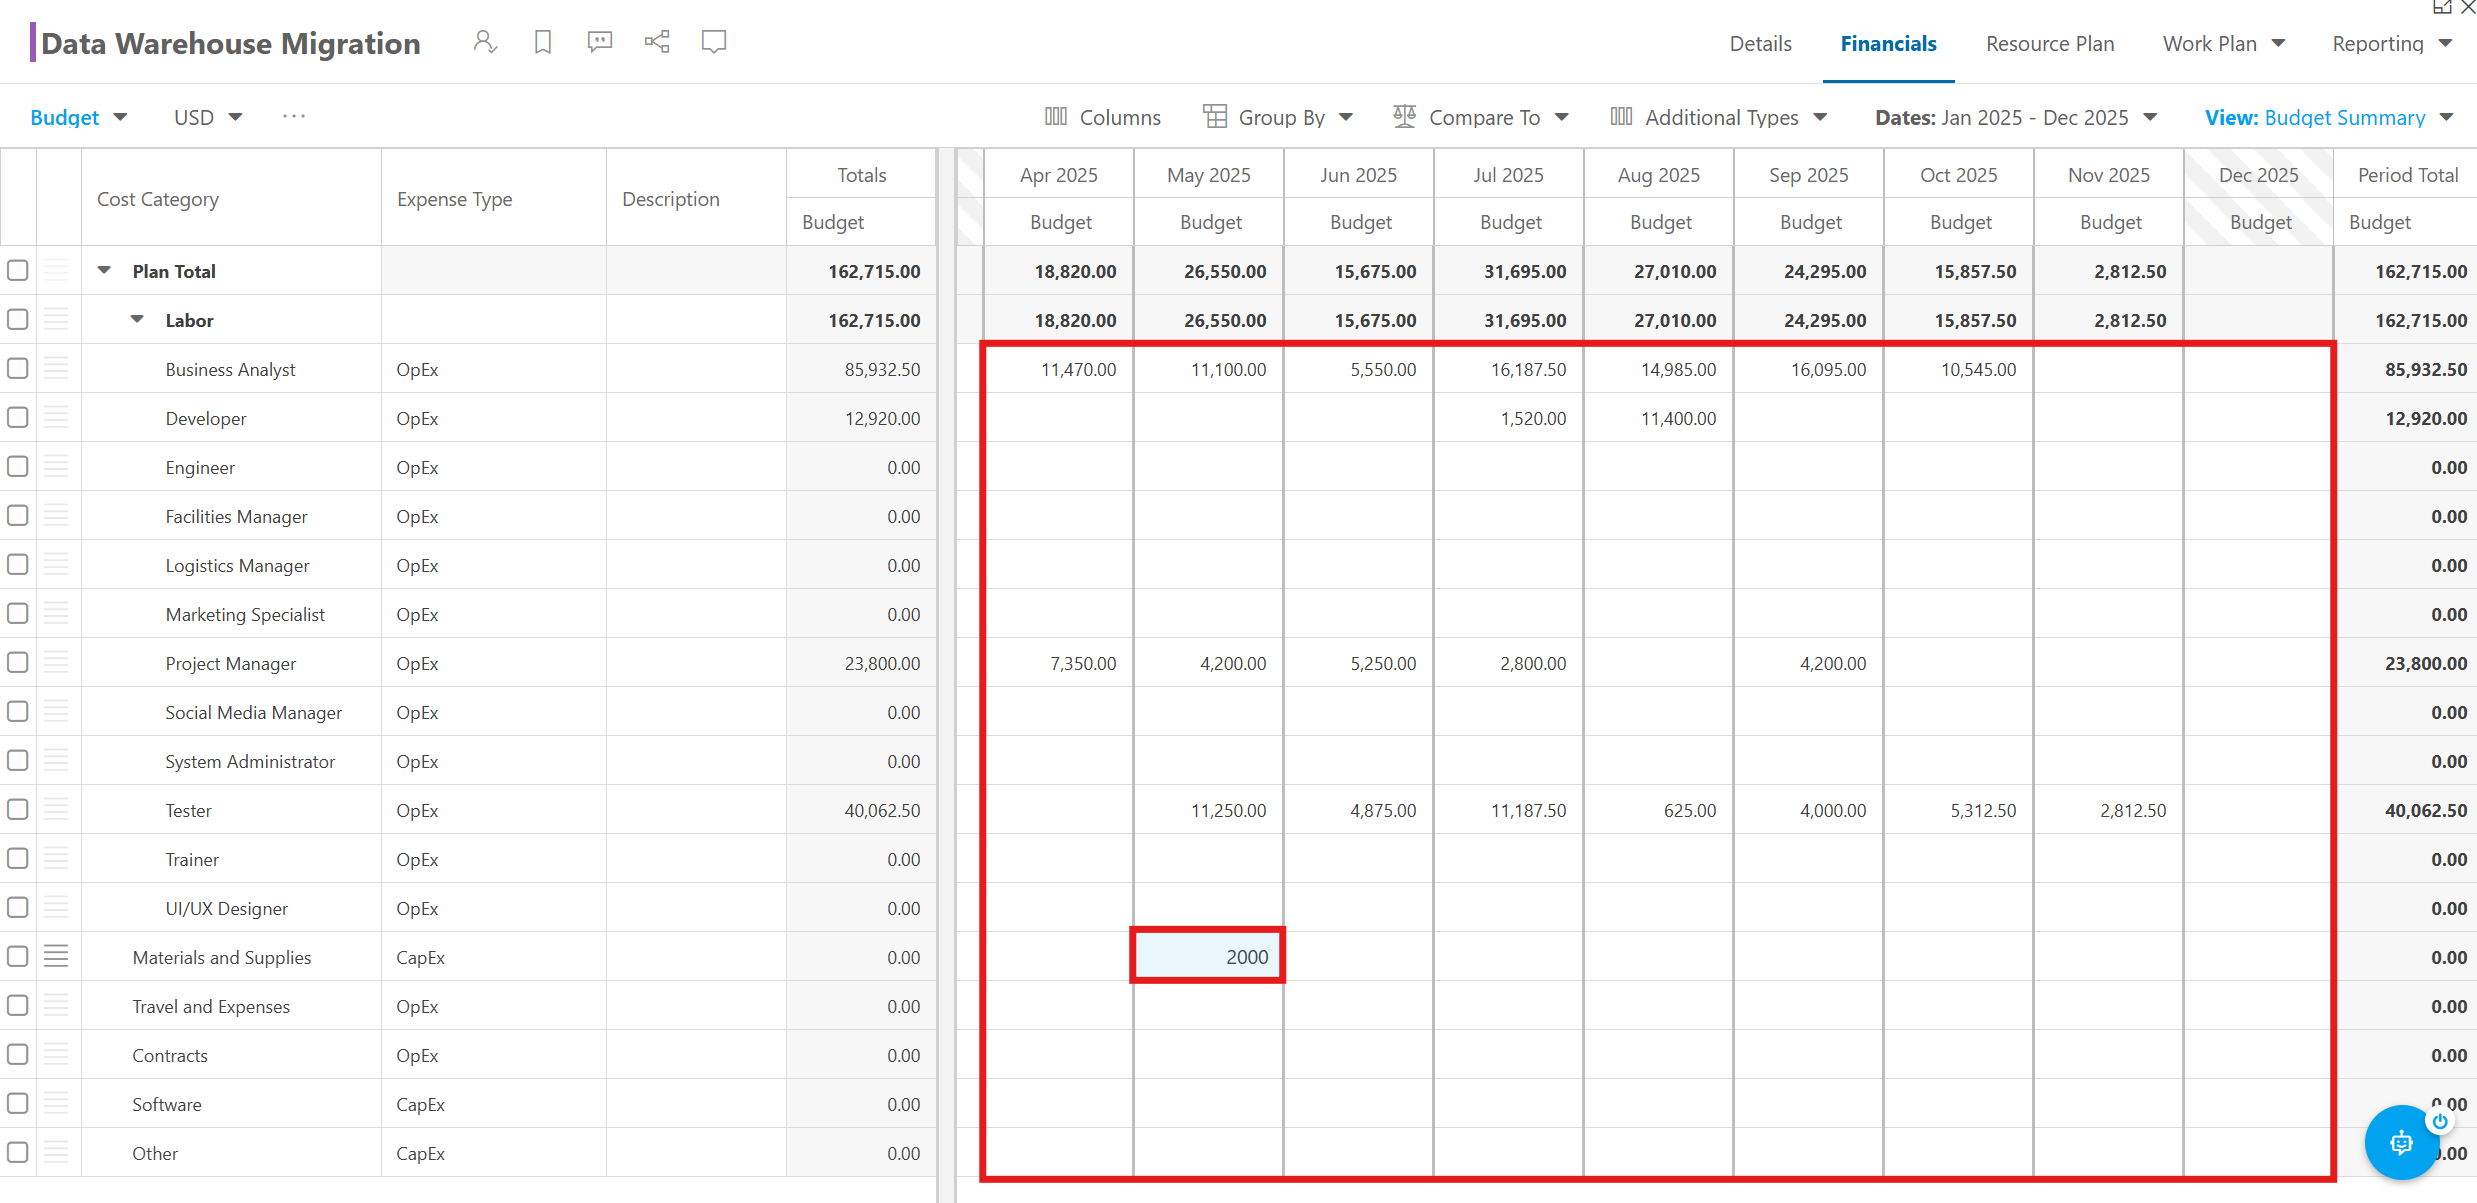 Data Warehouse Migration
Details Financials Resource Plan Work Plan Reporting
Budget USD ... Columns Group By Compare To Additional Types Dates: Jan 2025 - Dec 2025 View: Budget Summary
Cost Category Expense Type Description Totals Apr 2025 May 2025 Jun 2025 Jul 2025 Aug 2025 Sep 2025 Oct 2025 Nov 2025 Dec 2025 Period Total
Budget Budget Budget Budget Budget Budget Budget Budget Budget Budget Budget
Plan Total 162,715.00 18,820.00 26,550.00 15,675.00 31,695.00 27,010.00 24,295.00 15,857.50 2,812.50 162,715.00
Labor 162,715.00 18,820.00 26,550.00 15,675.00 31,695.00 27,010.00 24,295.00 15,857.50 2,812.50 162,715.00
Business Analyst OpEx 85,932.50 11,470.00 11,100.00 5,550.00 16,187.50 14,985.00 16,095.00 10,545.00 85,932.50
Developer OpEx 12,920.00 1,520.00 11,400.00 12,920.00
Engineer OpEx 0.00 0.00
Facilities Manager OpEx 0.00 0.00
Logistics Manager OpEx 0.00 0.00
Marketing Specialist OpEx 0.00 0.00
Project Manager OpEx 23,800.00 7,350.00 4,200.00 5,250.00 2,800.00 4,200.00 23,800.00
Social Media Manager OpEx 0.00 0.00
System Administrator OpEx 0.00 0.00
Tester OpEx 40,062.50 11,250.00 4,875.00 11,187.50 625.00 4,000.00 5,312.50 2,812.50 40,062.50
Trainer OpEx 0.00 0.00
UI/UX Designer OpEx 0.00 0.00
Materials and Supplies CapEx 0.00 2000 0.00
Travel and Expenses OpEx 0.00 0.00
Contracts OpEx 0.00 0.00
Software CapEx 0.00 0.00
Other CapEx 0.00 .00